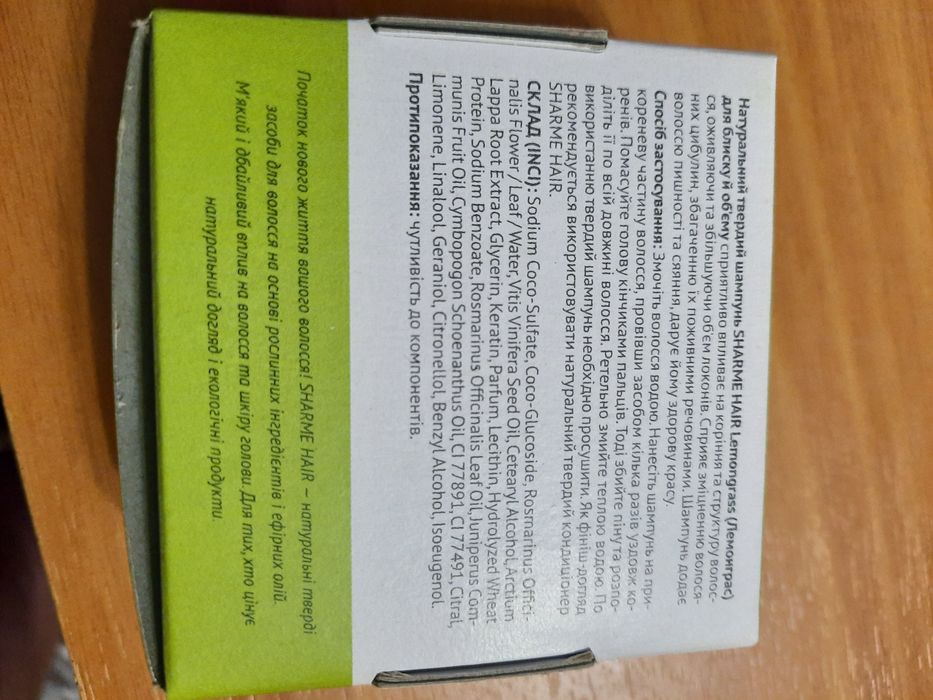 Натуральний твердий шампунь SHARME HAIR Lemongrass (Лемонграс)
для блиску й об'єму сприятливо впливає на коріння та структуру волос-
ся, оживляючи та збільшуючи об'єм локонів. Сприяє зміцненню волося-
них цибулин, збагаченню їх поживними речовинами. Шампунь додає
волоссю пишності та сяяння, дарує йому здорову красу.
Спосіб застосування: Змочіть волосся водою. Нанесіть шампунь на при-
кореневу частину волосся, провівши засобом кілька разів уздовж ко-
ренів. Помасуйте голову кінчиками пальців. Тоді збийте піну та розпо-
діліть її по всій довжині волосся. Ретельно змийте теплою водою. По
використанню твердий шампунь необхідно просушити. Як фініш-догляд
рекомендується використовувати натуральний твердий кондиціонер
SHARME HAIR.
СКЛАД (INCI): Sodium Coco-Sulfate, Coco-Glucoside, Rosmarinus Offici-
nalis Flower/Leaf/Water, Vitis Vinifera Seed Oil, Cetearyl Alcohol, Arctium
Lappa Root Extract, Glycerin, Keratin, Parfum, Lecithin, Hydrolyzed Wheat
Protein, Sodium Benzoate, Rosmarinus Officinalis Leaf Oil, Juniperus Com-
munis Fruit Oil, Cymbopogon Schoenanthus Oil, CI 77891, CI 77491, Citral,
Limonene, Linalool, Geraniol, Citronellol, Benzyl Alcohol, Isoeugenol.
Протипоказання: чутливість до компонентів.
Початок нового життя вашого волосся! SHARME HAIR – натуральні тверді
засоби для волосся на основі рослинних інгредієнтів і ефірних олій.
М'який і дбайливий вплив на волосся та шкіру голови. Для тих, хто цінує
натуральний догляд і екологічні продукти.